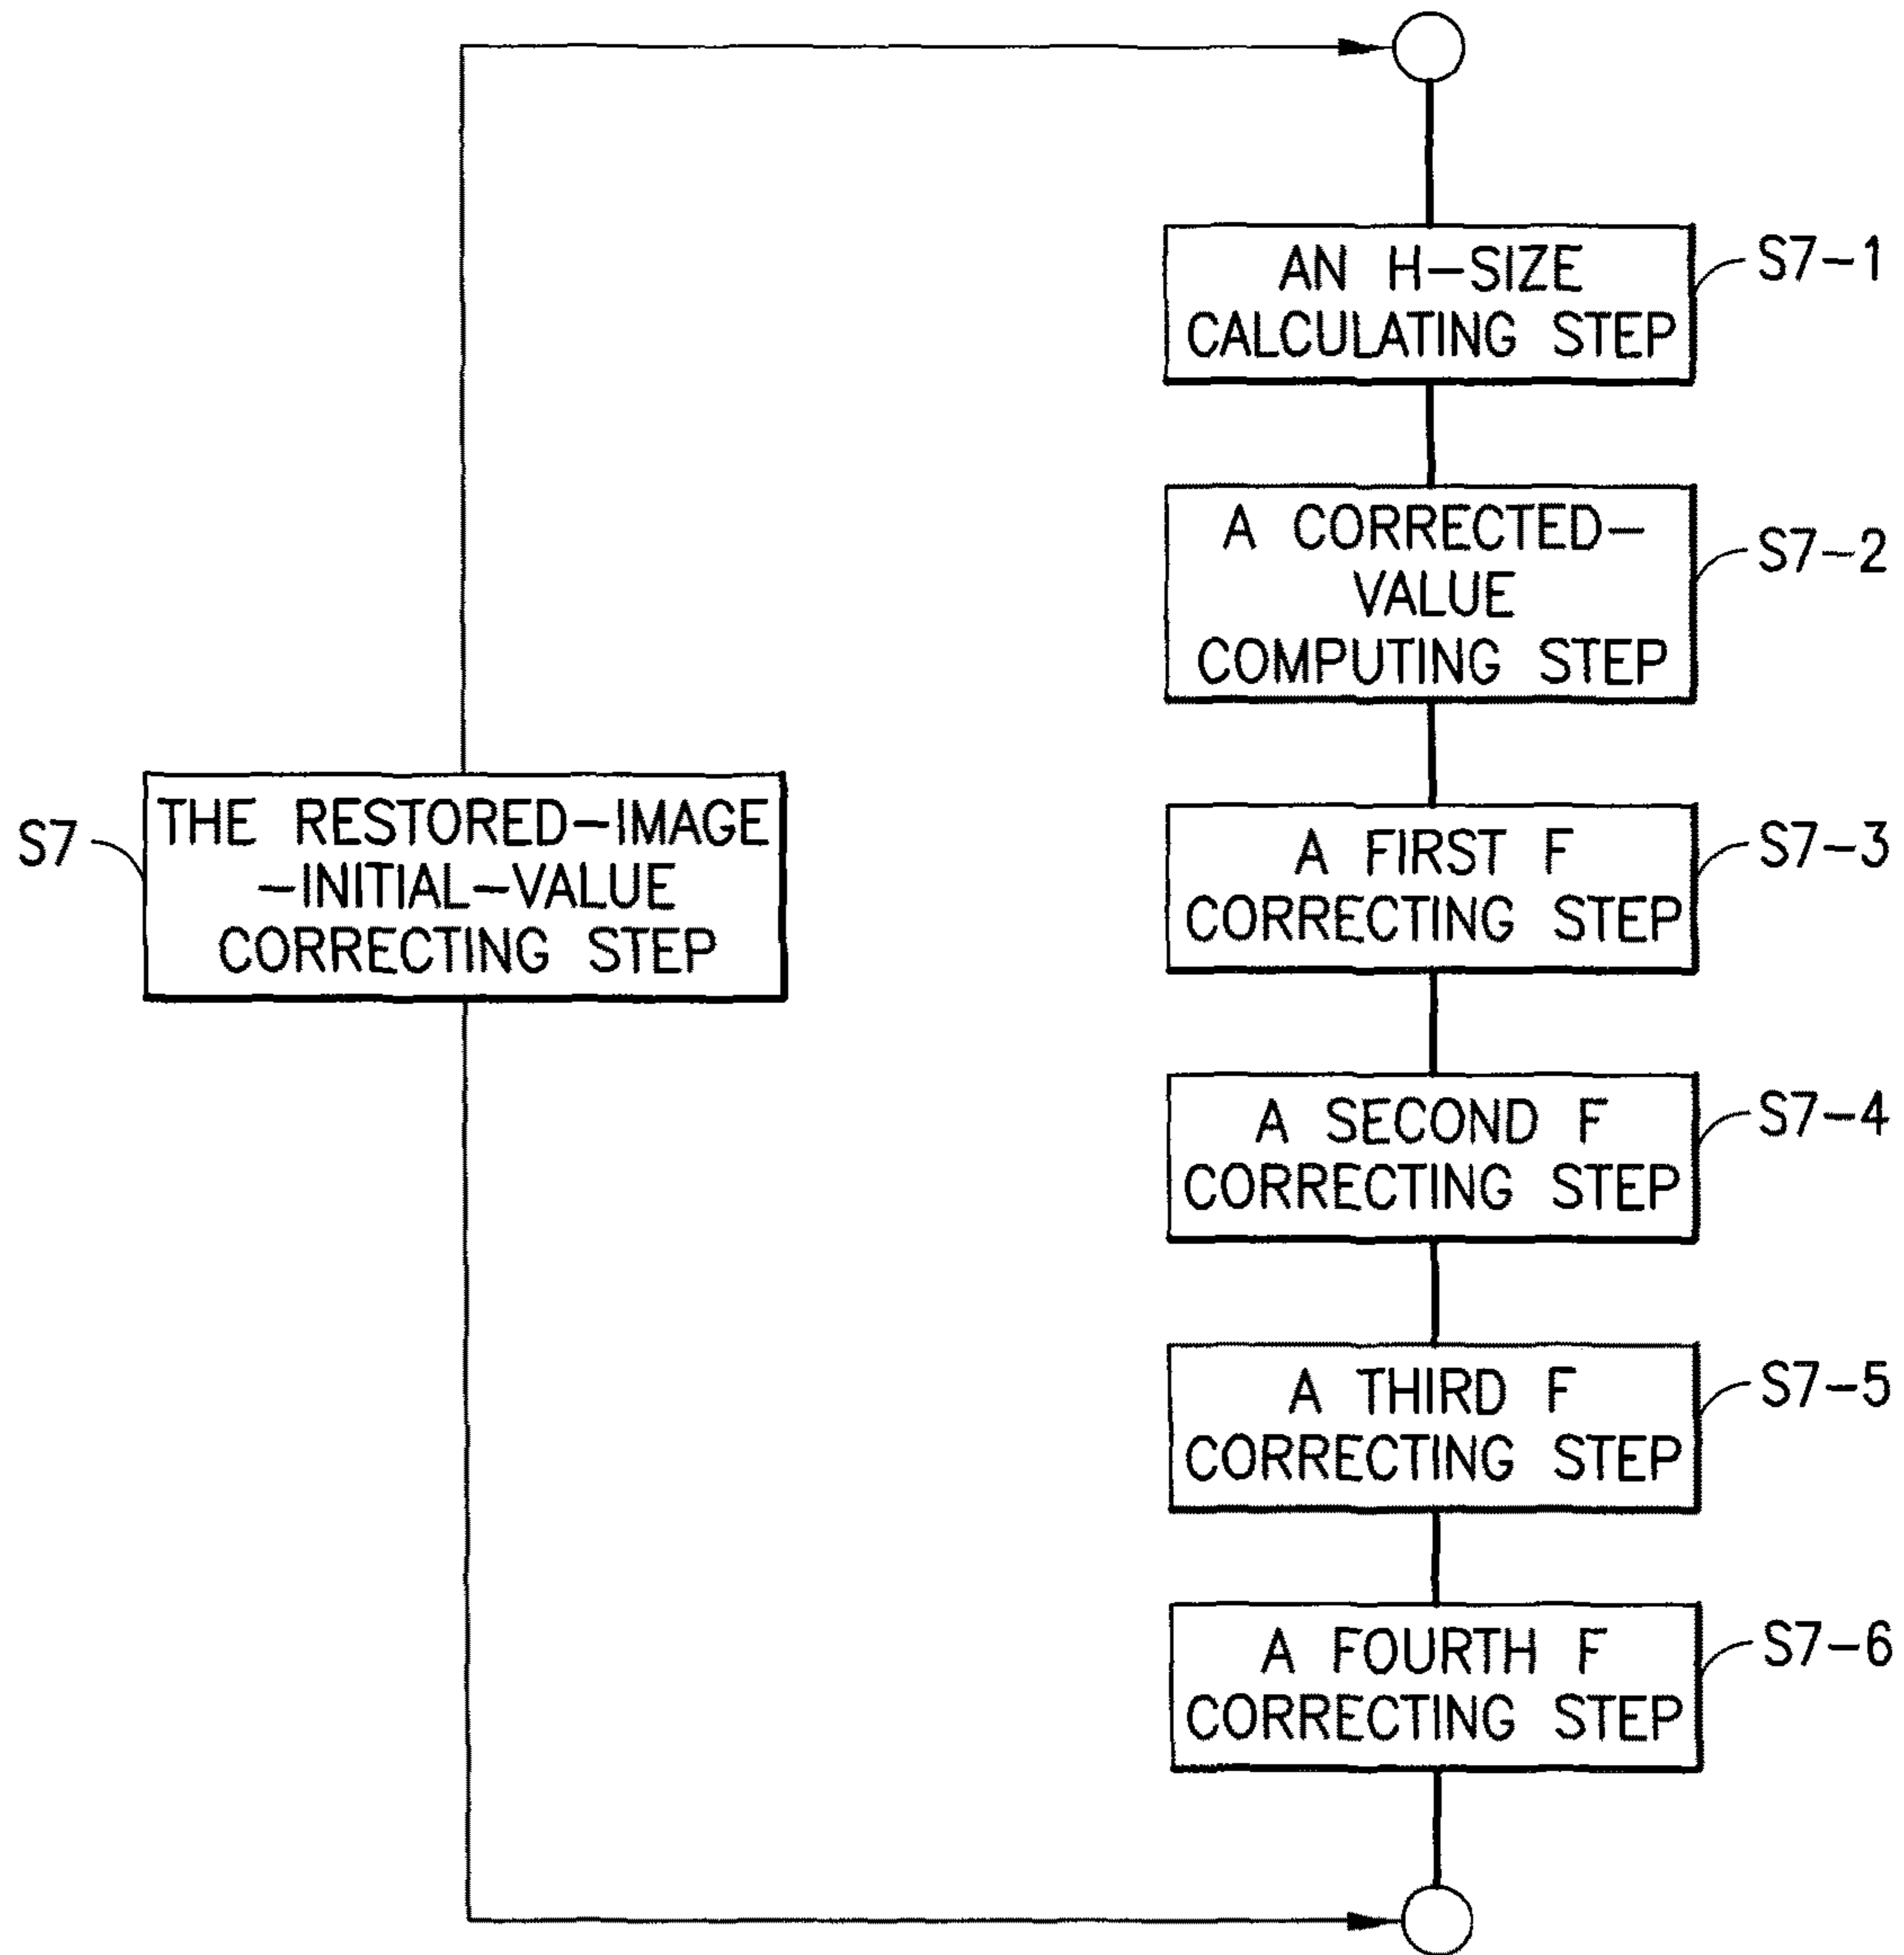 S7
THE RESTORED-IMAGE
-INITIAL-VALUE
CORRECTING STEP
AN H-SIZE
CALCULATING STEP
S7-1
A CORRECTED-
VALUE
COMPUTING STEP
S7-2
A FIRST F
CORRECTING STEP
S7-3
A SECOND F
CORRECTING STEP
S7-4
A THIRD F
CORRECTING STEP
S7-5
A FOURTH F
CORRECTING STEP
S7-6